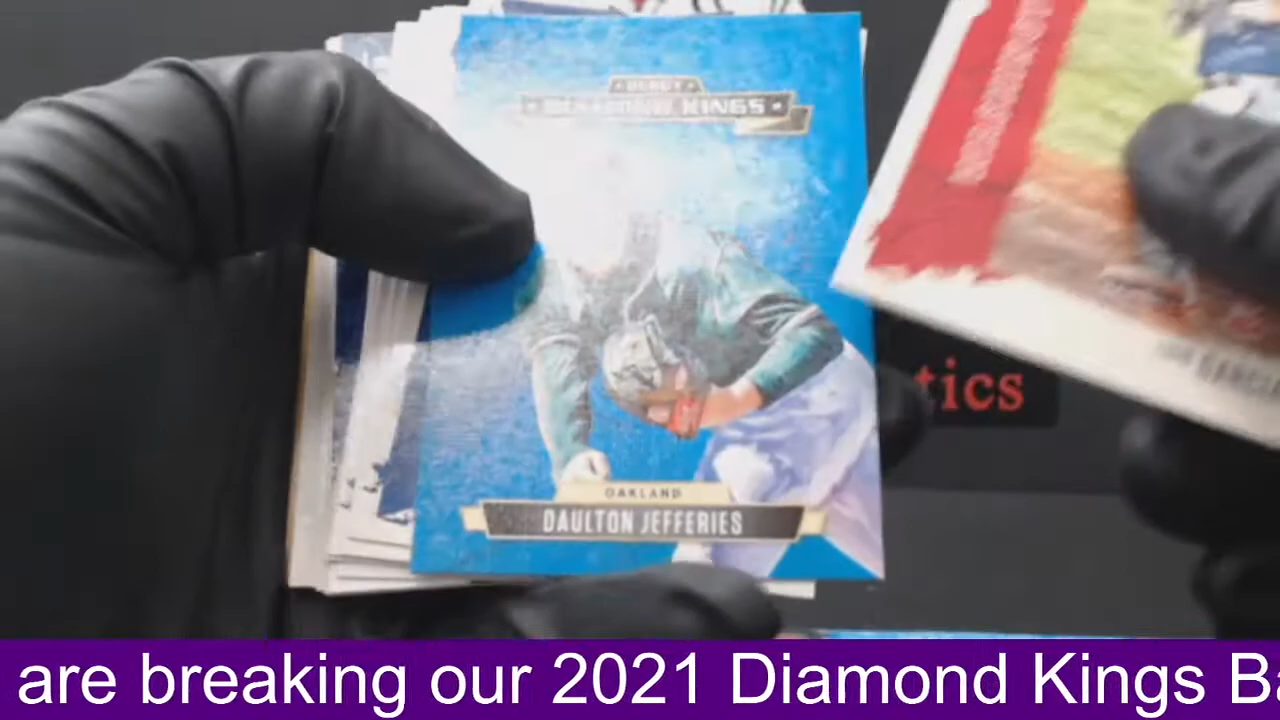 DEBUT
DIAMOND KINGS
tics
OAKLAND
DAULTON JEFFERIES
are breaking our 2021 Diamond Kings Ba